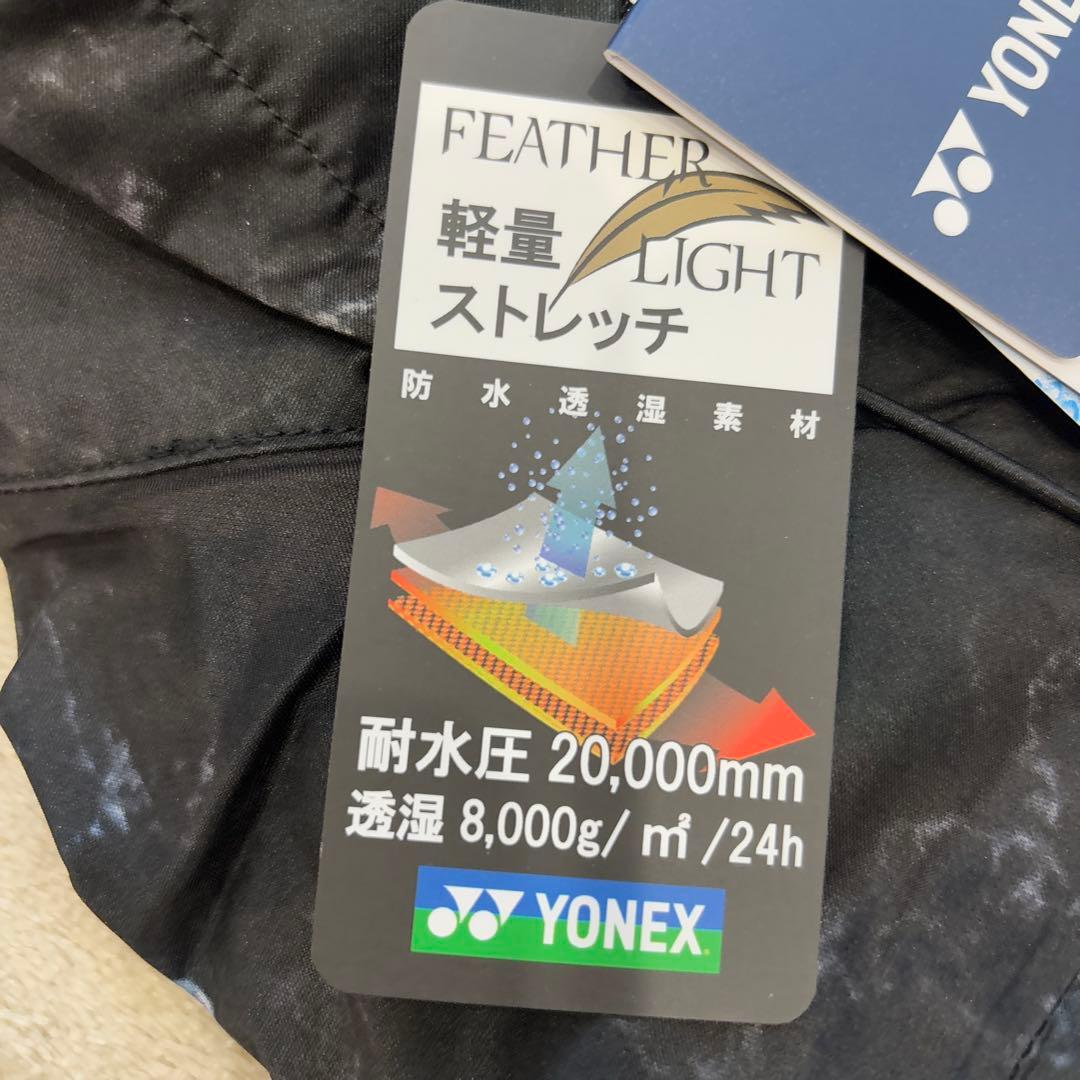 FEATHER
軽量
LIGHT
ストレッチ
防水透湿素材
耐水圧 20,000mm
透湿 8,000g/㎡/24h
YONEX